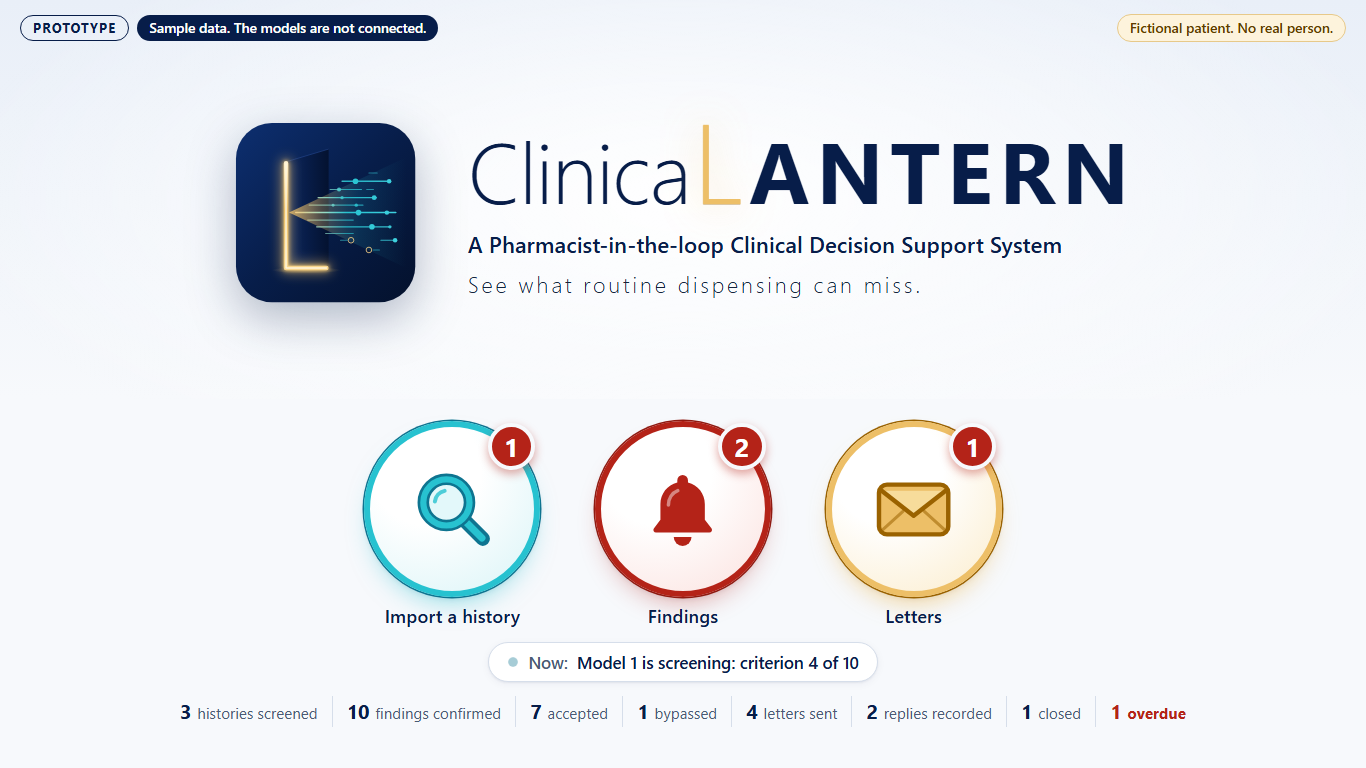 PROTOTYPE
Sample data. The models are not connected.
Fictional patient. No real person.
ClinicaLANTERN
A Pharmacist-in-the-loop Clinical Decision Support System
See what routine dispensing can miss.
1
2
1
Import a history
Findings
Letters
Now: Model 1 is screening: criterion 4 of 10
3 histories screened
10 findings confirmed
7 accepted
1 bypassed
4 letters sent
2 replies recorded
1 closed
1 overdue